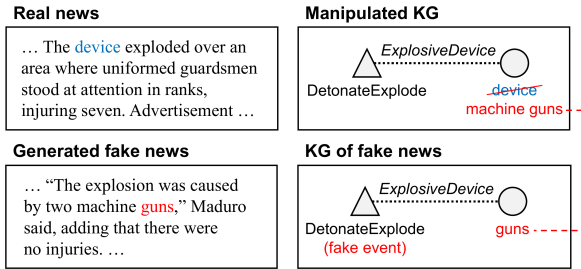 Real news
… The device exploded over an
area where uniformed guardsmen
stood at attention in ranks,
injuring seven. Advertisement …
Manipulated KG
ExplosiveDevice
DetonateExplode
device
machine guns
Generated fake news
… “The explosion was caused
by two machine guns,” Maduro
said, adding that there were
no injuries. …
KG of fake news
ExplosiveDevice
DetonateExplode
(fake event)
guns